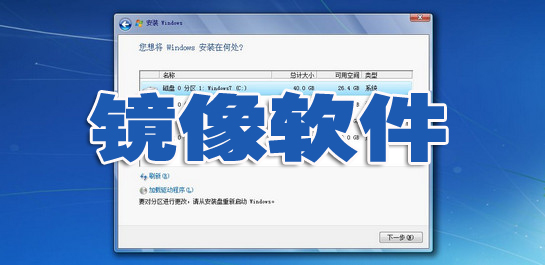 安装 Windows
您想将 Windows 安装在何处?
名称 总计大小 可用空间 类型
磁盘 0 分区 1: Windows7 (C:) 40.0 GB 26.4 GB 系统
镜像软件
刷新(R)
加载驱动程序(L)
要对分区进行更改,请从安装盘重新启动 Windows。
下一步(N)